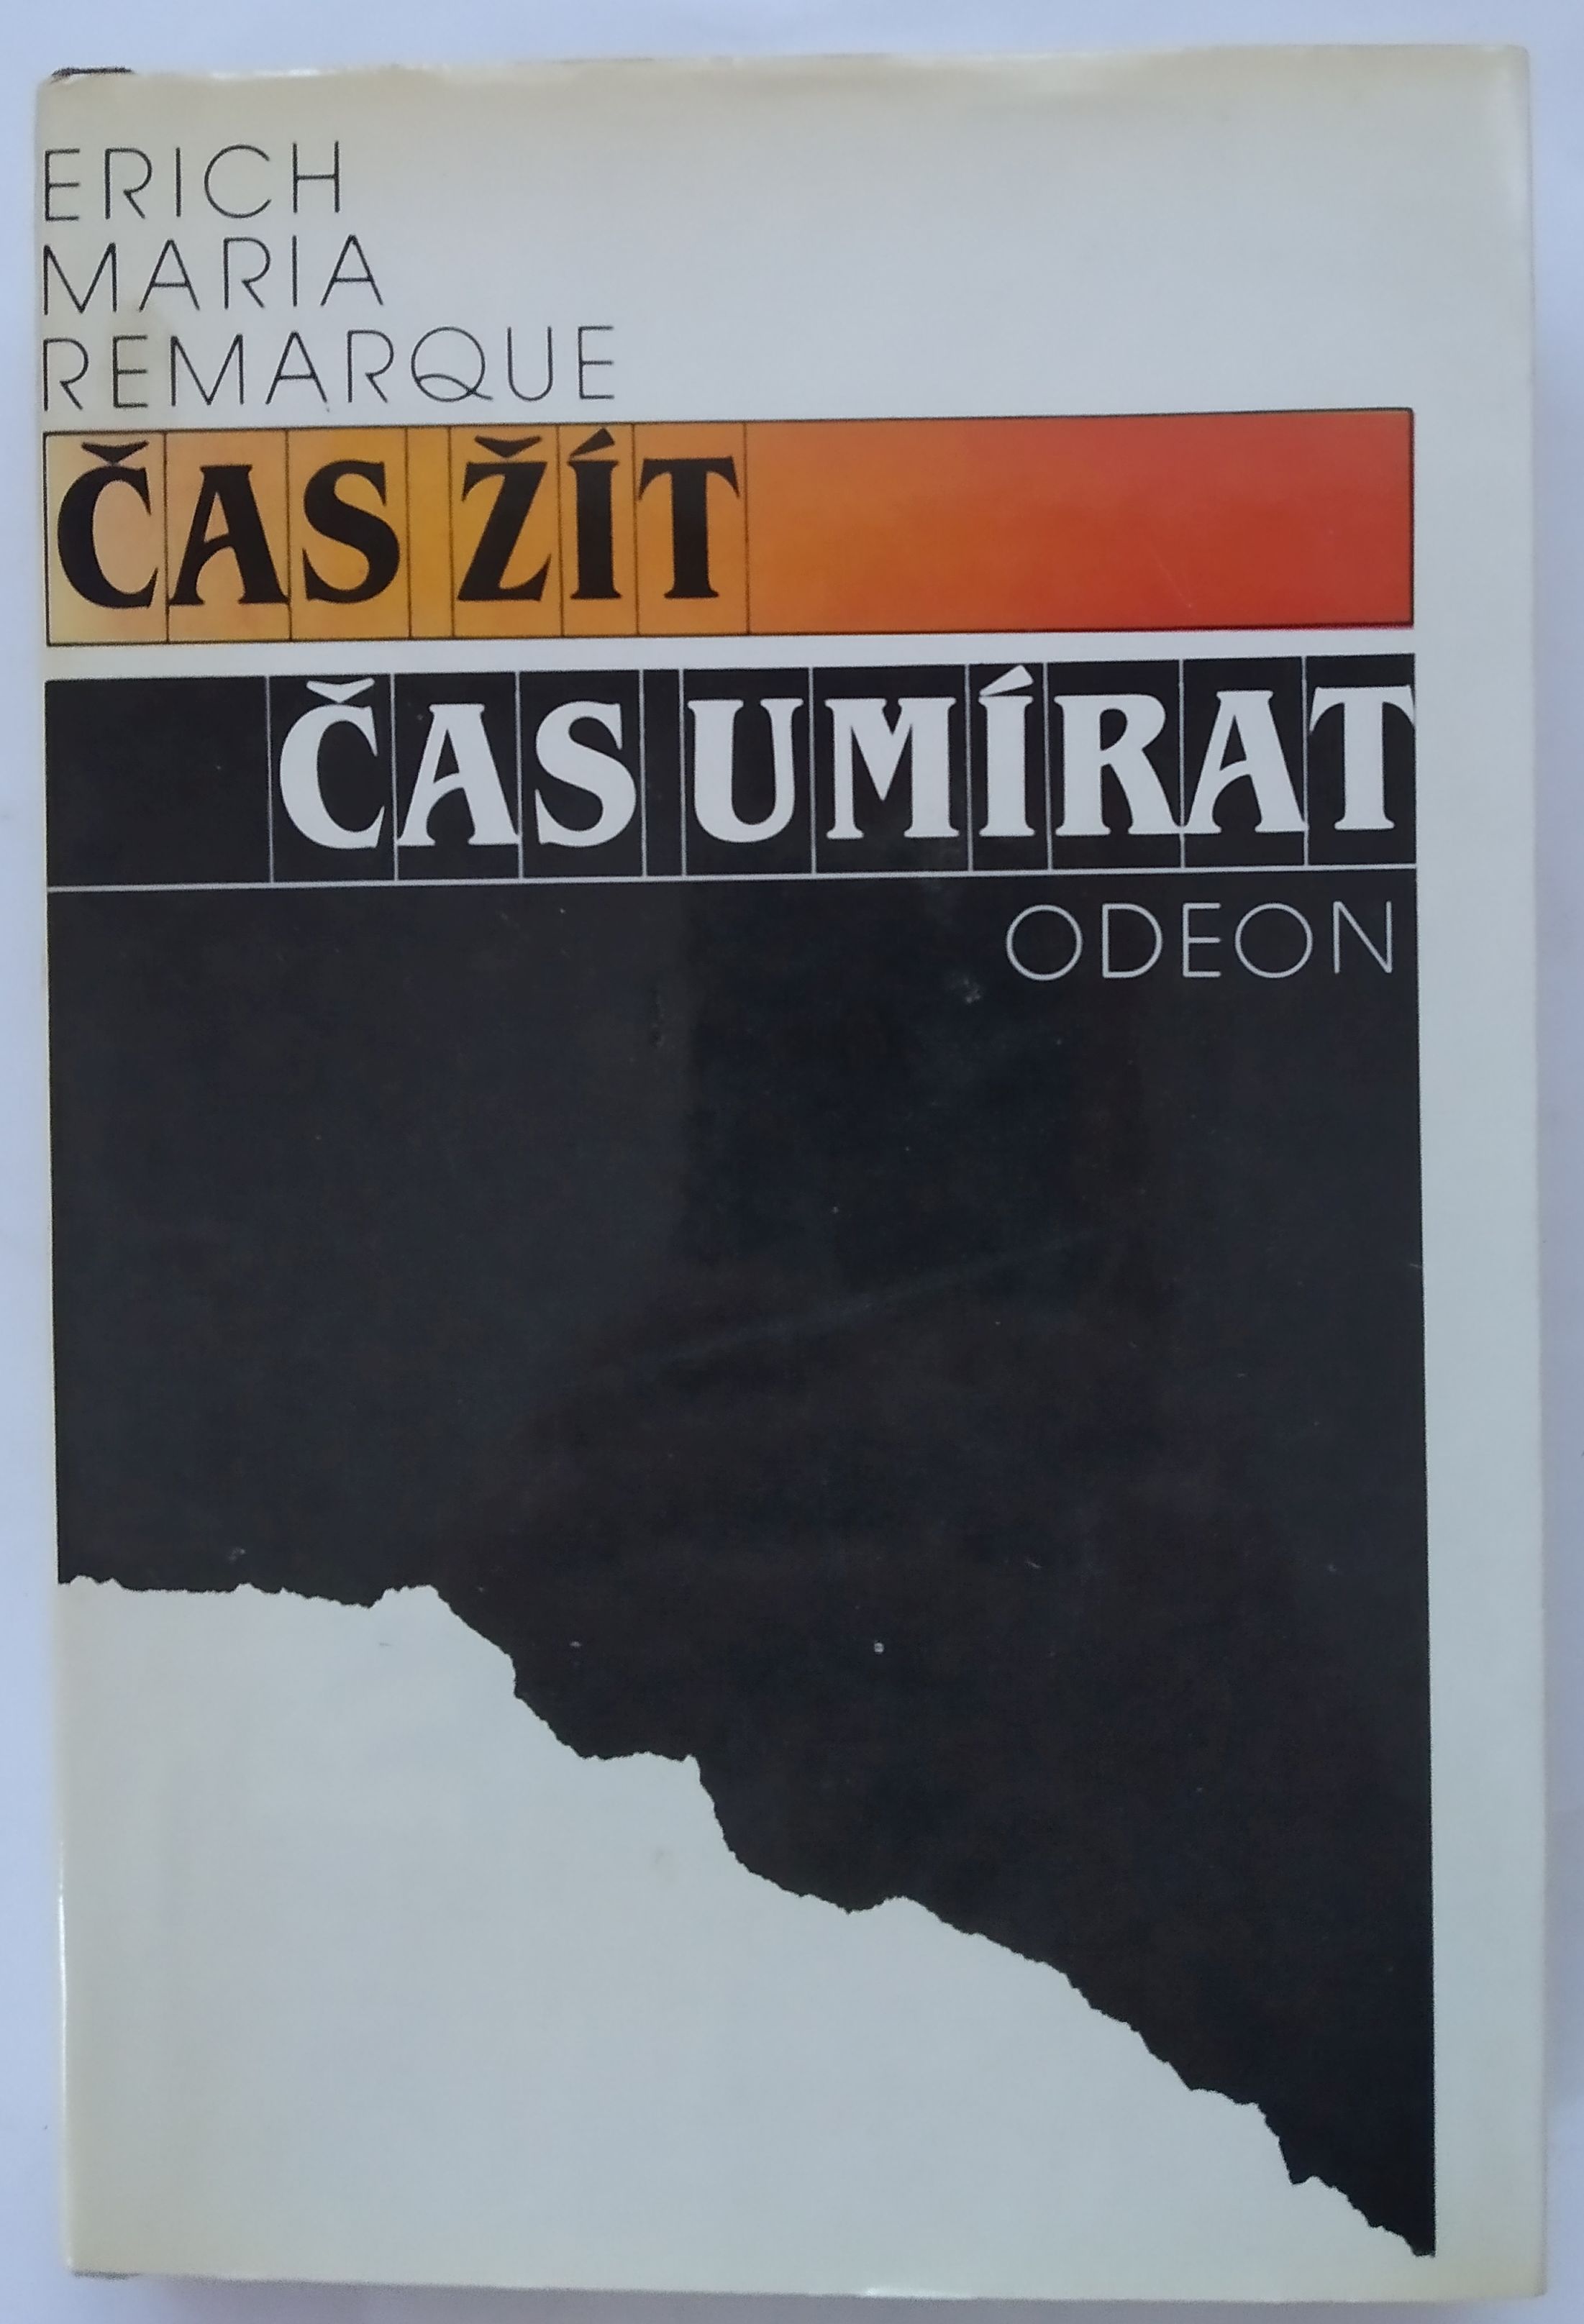 ERICH
MARIA
REMARQUE
ČAS ŽÍT
ČAS UMÍRAT
ODEON